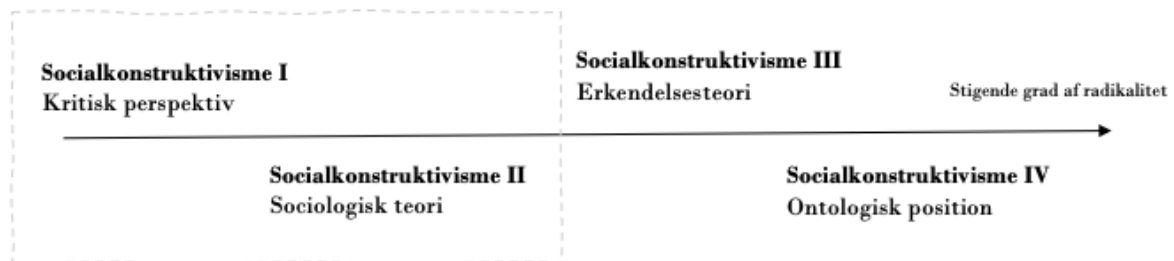 Socialkonstruktivisme I
Kritisk perspektiv
Socialkonstruktivisme III
Erkendelsesteori
Stigende grad af radikalitet
Socialkonstruktivisme II
Sociologisk teori
Socialkonstruktivisme IV
Ontologisk position